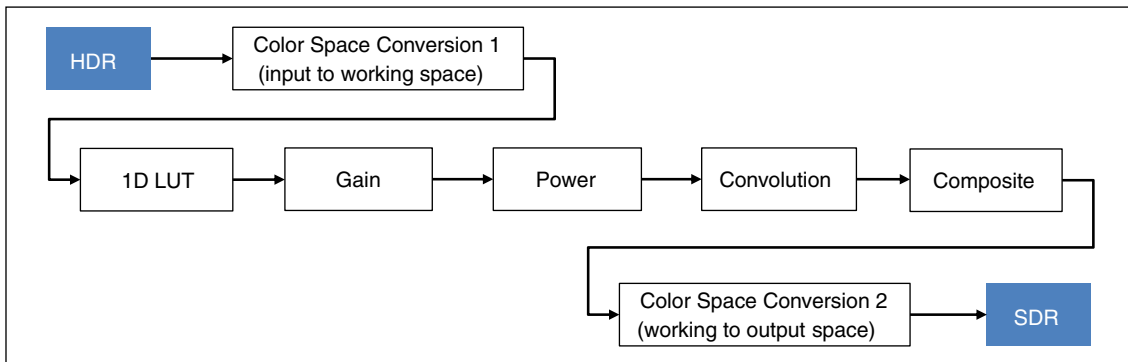 HDR
Color Space Conversion 1
(input to working space)
1D LUT
Gain
Power
Convolution
Composite
Color Space Conversion 2
(working to output space)
SDR